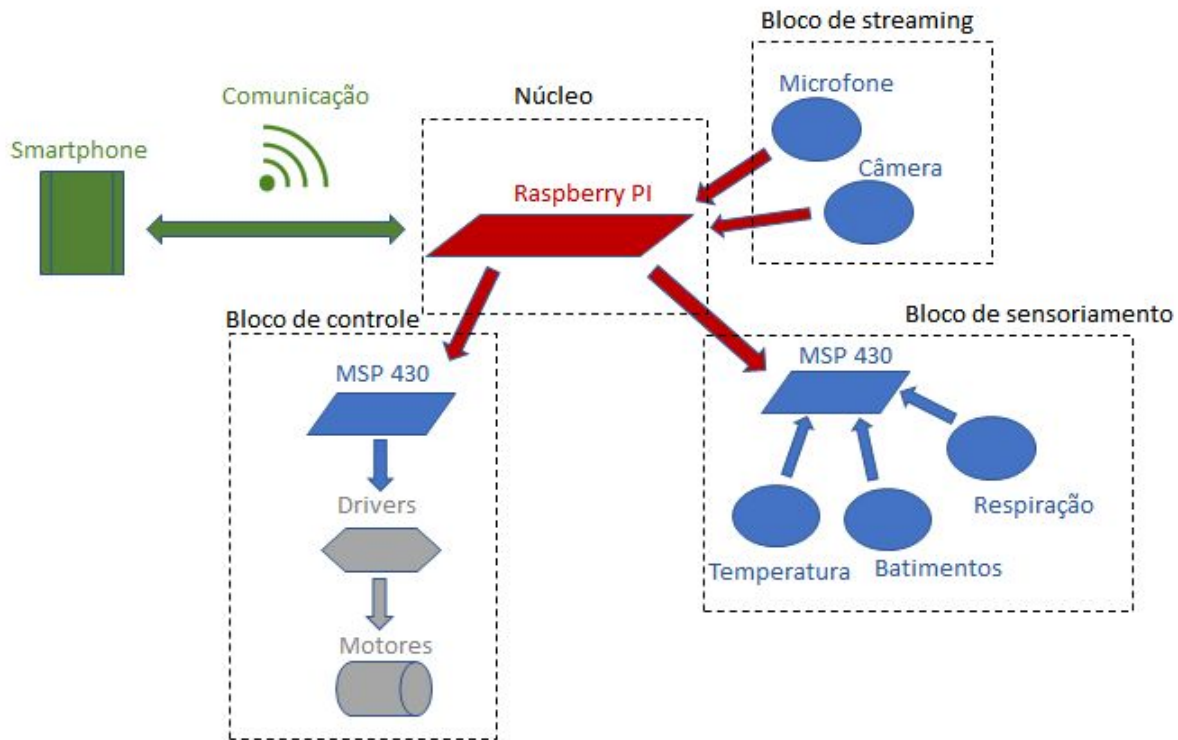 Bloco de streaming
Comunicação
Núcleo
Microfone
Smartphone
Câmera
Raspberry PI
Bloco de controle
Bloco de sensoriamento
MSP 430
MSP 430
Drivers
Respiração
Temperatura
Batimentos
Motores